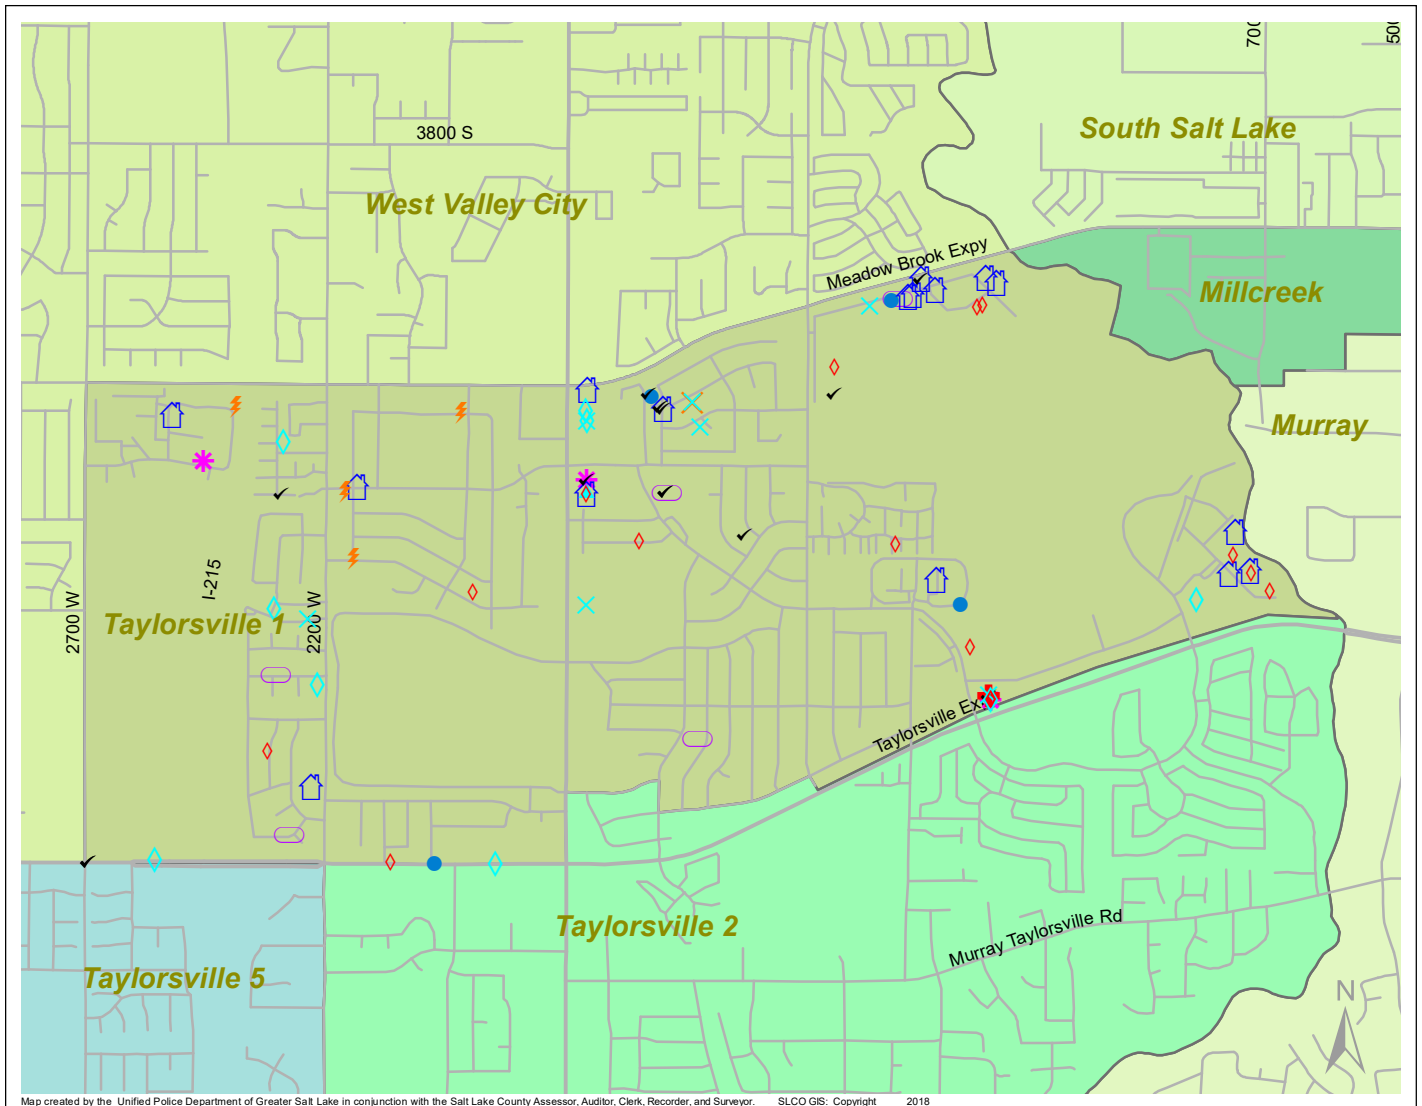 700
500
3800 S
South Salt Lake
West Valley City
Meadow Brook Expy
Millcreek
Murray
I-215
2700 W
2200 W
Taylorsville 1
Taylorsville Ex
Taylorsville 2
Murray Taylorsville Rd
Taylorsville 5
N
Map created by the Unified Police Department of Greater Salt Lake in conjunction with the Salt Lake County Assessor, Auditor, Clerk, Recorder, and Surveyor. SLCO GIS: Copyright 2018